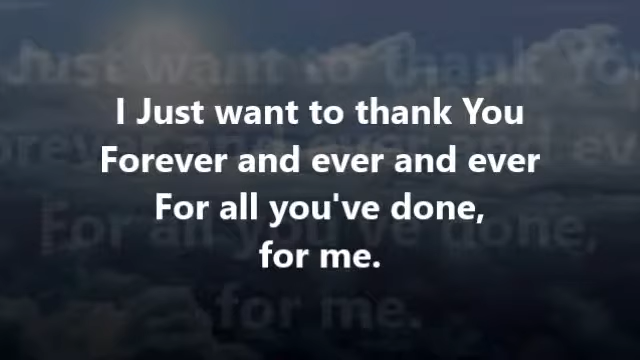 I Just want to thank You
Forever and ever and ever
For all you've done,
for me.